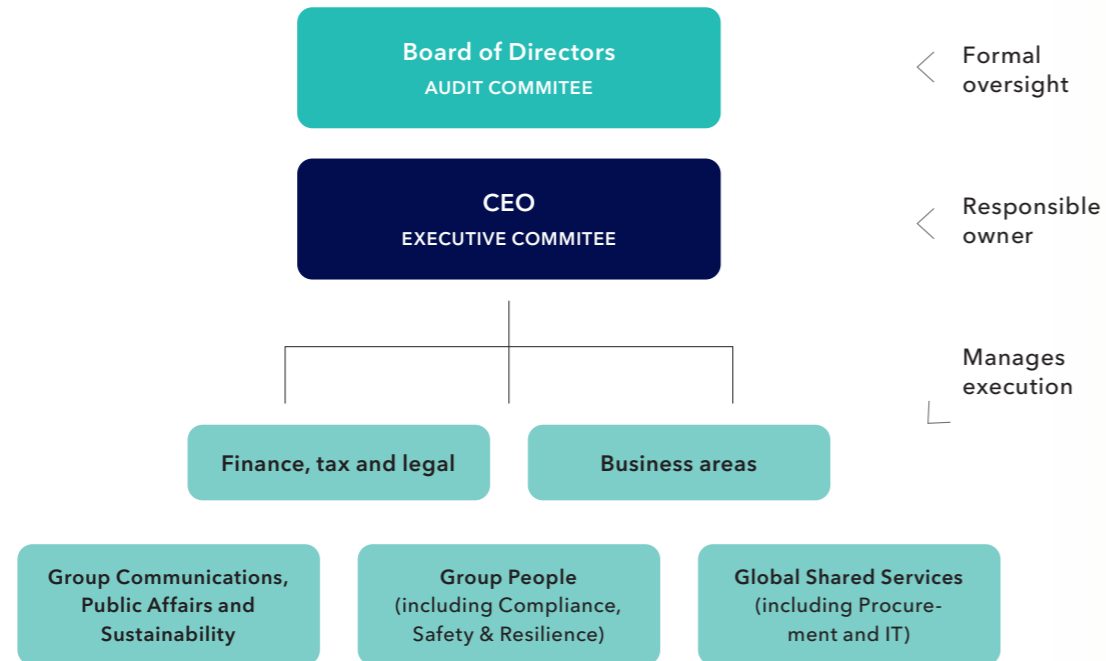 Board of Directors
AUDIT COMMITEE
Formal
oversight
CEO
EXECUTIVE COMMITEE
Responsible
owner
Manages
execution
Finance, tax and legal
Business areas
Group Communications,
Public Affairs and
Sustainability
Group People
(including Compliance,
Safety & Resilience)
Global Shared Services
(including Procure-
ment and IT)